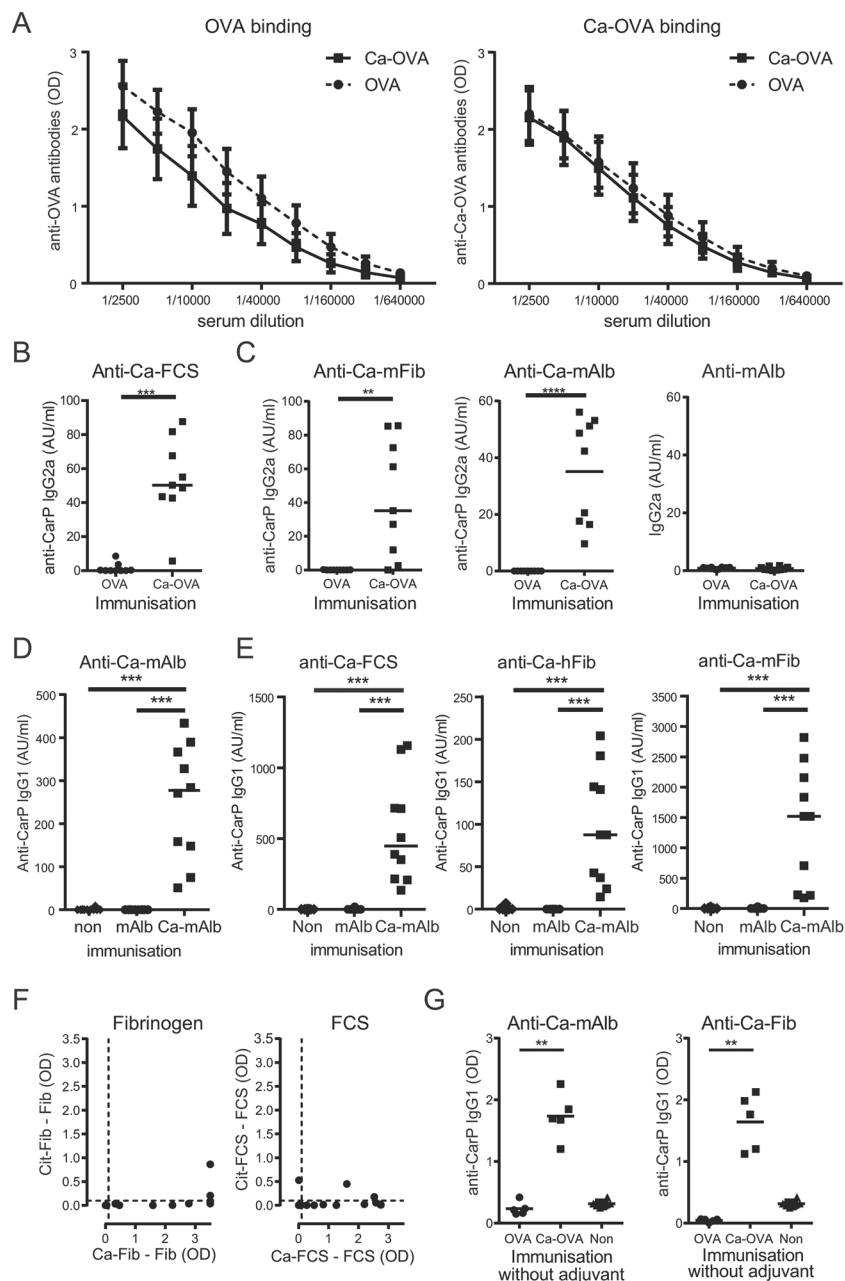 A
OVA binding
anti-OVA antibodies (OD)
3
2
1
0
1/2500
1/10000
1/40000
1/160000
1/640000
serum dilution
Ca-OVA
OVA
Ca-OVA binding
anti-Ca-OVA antibodies (OD)
3
2
1
0
1/2500
1/10000
1/40000
1/160000
1/640000
serum dilution
Ca-OVA
OVA
B
Anti-Ca-FCS
***
anti-CarP IgG2a (AU/ml)
100
80
60
40
20
0
OVA
Ca-OVA
Immunisation
C
Anti-Ca-mFib
**
anti-CarP IgG2a (AU/ml)
100
80
60
40
20
0
OVA
Ca-OVA
Immunisation
Anti-Ca-mAlb
****
anti-CarP IgG2a (AU/ml)
60
40
20
0
OVA
Ca-OVA
Immunisation
Anti-mAlb
IgG2a (AU/ml)
60
40
20
0
OVA
Ca-OVA
Immunisation
D
Anti-Ca-mAlb
***
***
Anti-CarP IgG1 (AU/ml)
500
400
300
200
100
0
non
mAlb
Ca-mAlb
immunisation
E
anti-Ca-FCS
***
***
Anti-CarP IgG1 (AU/ml)
1500
1000
500
0
Non
mAlb
Ca-mAlb
immunisation
anti-Ca-hFib
***
***
Anti-CarP IgG1 (AU/ml)
250
200
150
100
50
0
Non
mAlb
Ca-mAlb
immunisation
anti-Ca-mFib
***
***
Anti-CarP IgG1 (AU/ml)
3500
3000
2500
2000
1500
1000
500
0
Non
mAlb
Ca-mAlb
immunisation
F
Fibrinogen
Cit-Fib - Fib (OD)
3.5
3.0
2.5
2.0
1.5
1.0
0.5
0.0
0
1
2
3
Ca-Fib - Fib (OD)
FCS
Cit-FCS - FCS (OD)
3.5
3.0
2.5
2.0
1.5
1.0
0.5
0.0
0
1
2
3
Ca-FCS - FCS (OD)
G
Anti-Ca-mAlb
**
anti-CarP IgG1 (OD)
3
2
1
0
OVA
Ca-OVA
Non
Immunisation
without adjuvant
Anti-Ca-Fib
**
anti-CarP IgG1 (OD)
3
2
1
0
OVA
Ca-OVA
Non
Immunisation
without adjuvant